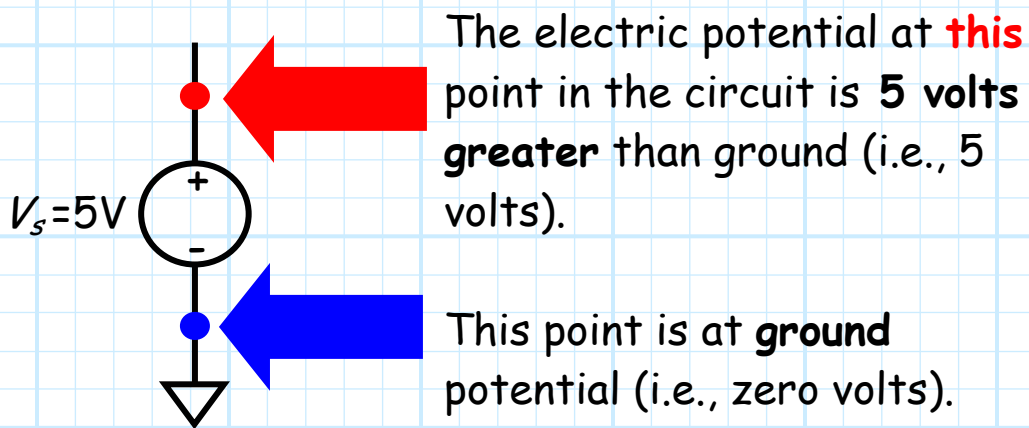 The electric potential at this
point in the circuit is 5 volts
greater than ground (i.e., 5
volts).
+
Vₛ=5V
-
This point is at ground
potential (i.e., zero volts).